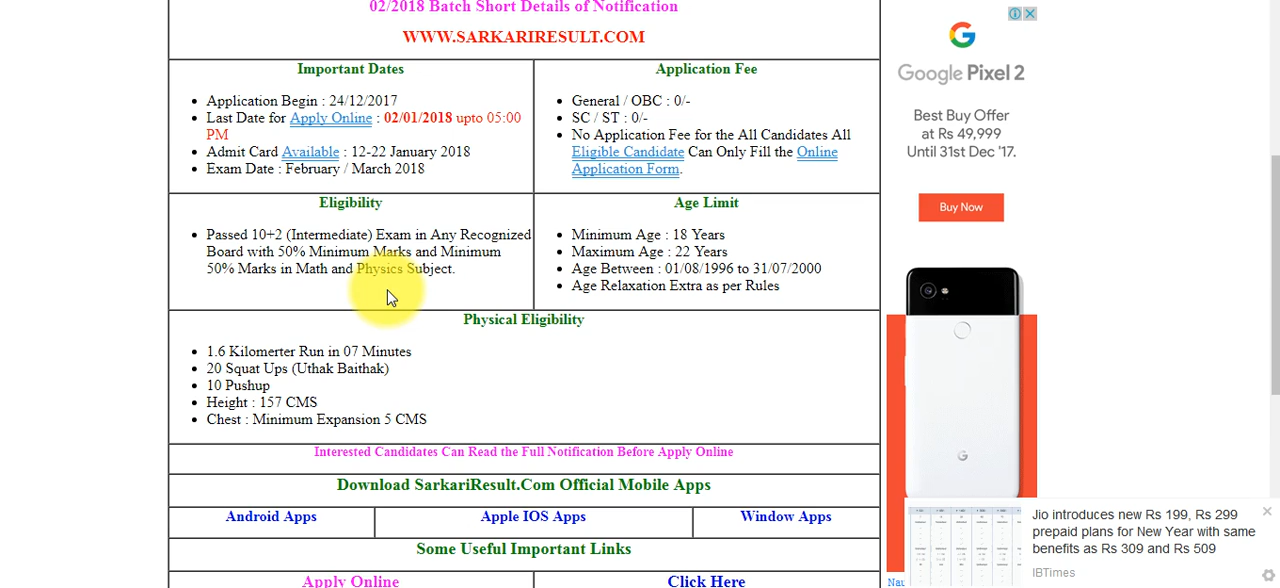 02/2018 Batch Short Details of Notification
WWW.SARKARIRESULT.COM
Important Dates
Application Begin : 24/12/2017
Last Date for Apply Online : 02/01/2018 upto 05:00
PM
Admit Card Available : 12-22 January 2018
Exam Date : February / March 2018
Application Fee
General / OBC : 0/-
SC / ST : 0/-
No Application Fee for the All Candidates All
Eligible Candidate Can Only Fill the Online
Application Form.
Eligibility
Passed 10+2 (Intermediate) Exam in Any Recognized
Board with 50% Minimum Marks and Minimum
50% Marks in Math and Physics Subject.
Age Limit
Minimum Age : 18 Years
Maximum Age : 22 Years
Age Between : 01/08/1996 to 31/07/2000
Age Relaxation Extra as per Rules
Physical Eligibility
1.6 Kilomerter Run in 07 Minutes
20 Squat Ups (Uthak Baithak)
10 Pushup
Height : 157 CMS
Chest : Minimum Expansion 5 CMS
Interested Candidates Can Read the Full Notification Before Apply Online
Download SarkariResult.Com Official Mobile Apps
Android Apps
Apple IOS Apps
Window Apps
Some Useful Important Links
Apply Online
Click Here
Google Pixel 2
Best Buy Offer
at Rs 49,999
Until 31st Dec '17.
Buy Now
Jio introduces new Rs 199, Rs 299
prepaid plans for New Year with same
benefits as Rs 309 and Rs 509
IBTimes